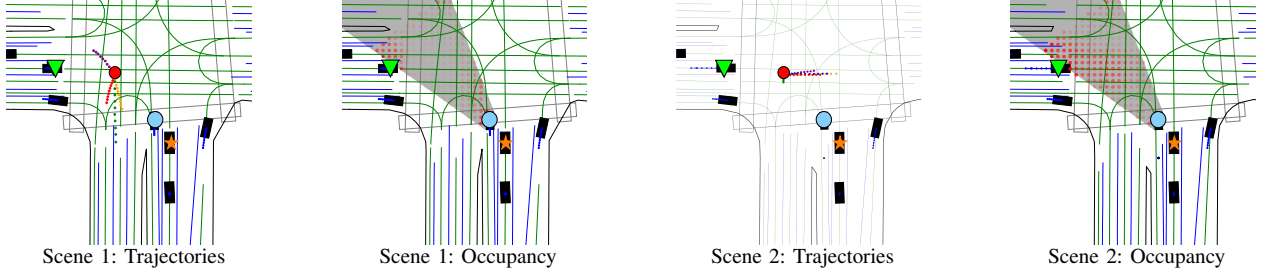 Scene 1: Trajectories
Scene 1: Occupancy
Scene 2: Trajectories
Scene 2: Occupancy